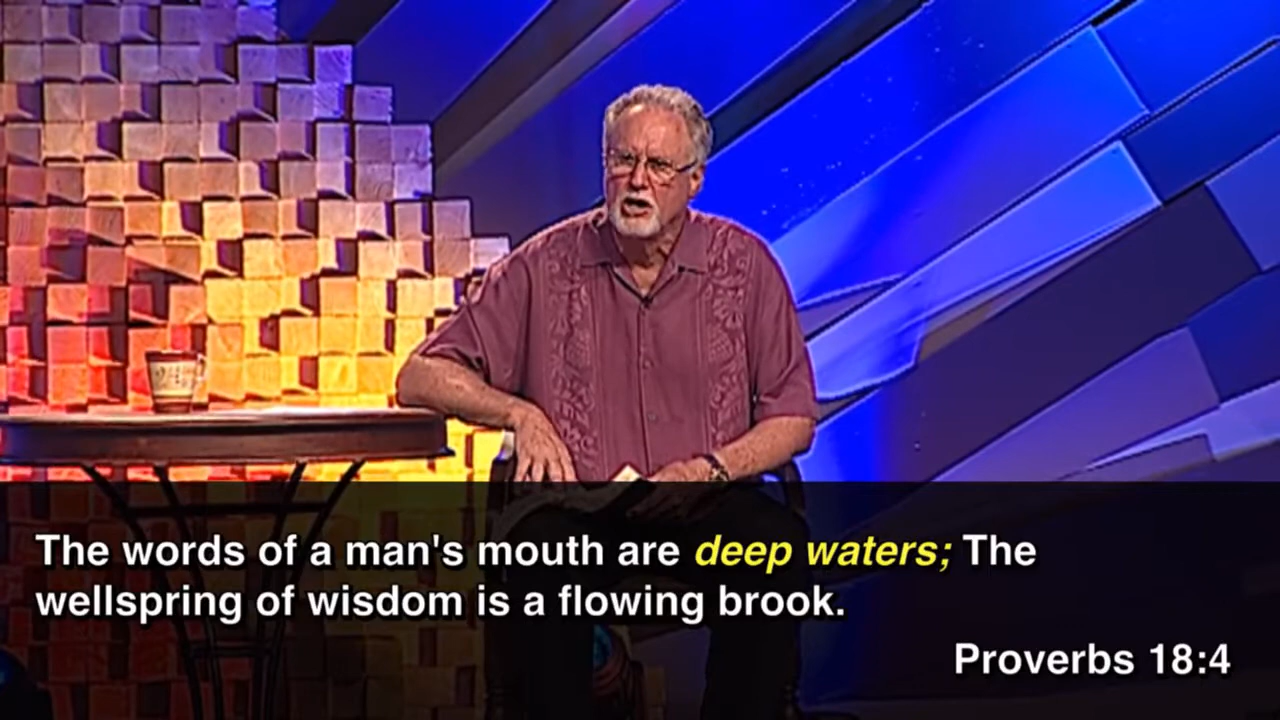 The words of a man's mouth are deep waters; The
wellspring of wisdom is a flowing brook.
Proverbs 18:4